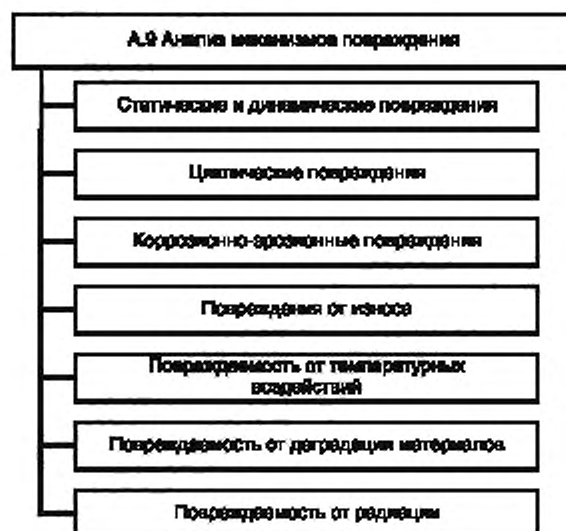 А.9 Анализ механизмов повреждения
Статические и динамические повреждения
Циклические повреждения
Коррозионно-эрозионные повреждения
Повреждения от износа
Повреждаемость от температурных
воздействий
Повреждаемость от деградации материалов
Повреждаемость от радиации